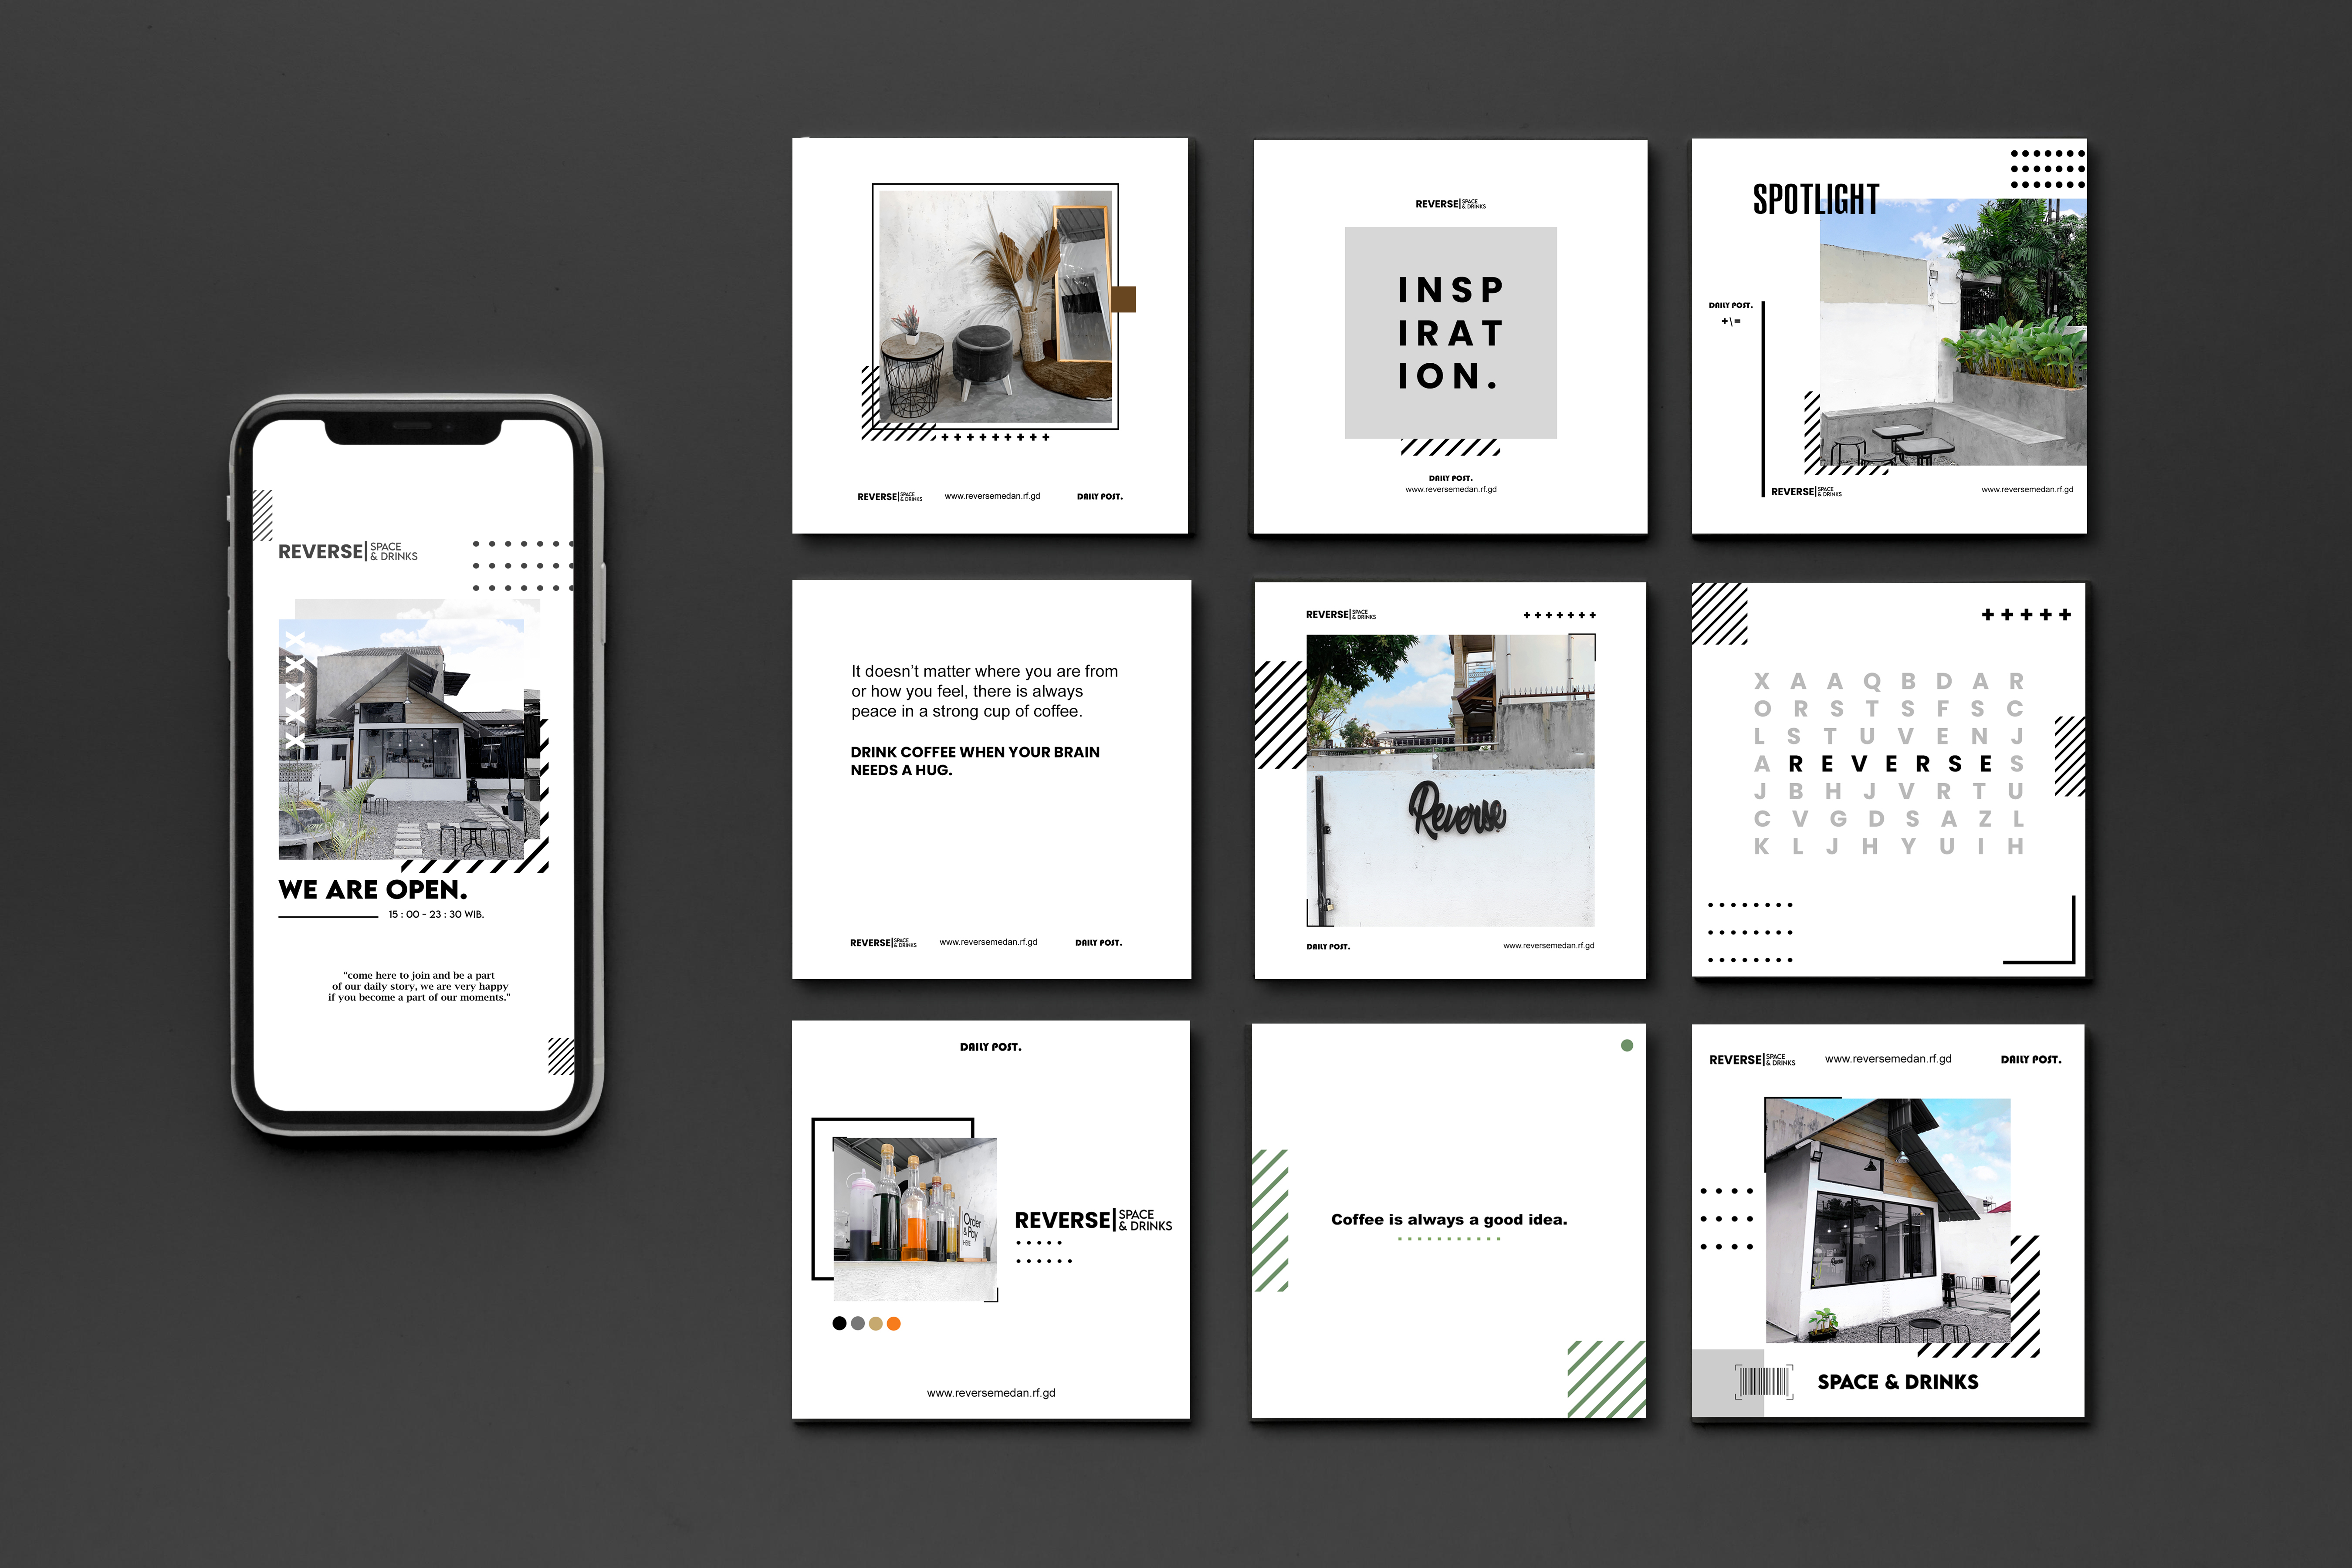 REVERSE SPACE
& DRINKS
X X X X X
WE ARE OPEN.
15 : 00 - 23 : 30 WIB.
“come here to join and be a part
of our daily story, we are very happy
if you become a part of our moments.”
REVERSE SPACE
& DRINKS
www.reversemedan.rf.gd
DAILY POST.
REVERSE SPACE
& DRINKS
INSP
IRAT
ION.
DAILY POST.
www.reversemedan.rf.gd
SPOTLIGHT
DAILY POST.
+\=
REVERSE SPACE
& DRINKS
www.reversemedan.rf.gd
It doesn’t matter where you are from
or how you feel, there is always
peace in a strong cup of coffee.
DRINK COFFEE WHEN YOUR BRAIN
NEEDS A HUG.
REVERSE SPACE
& DRINKS
www.reversemedan.rf.gd
DAILY POST.
REVERSE SPACE
& DRINKS
Reverse
DAILY POST.
www.reversemedan.rf.gd
X A A Q B D A R
O R S T S F S C
L S T U V E N J
A R E V E R S E S
J B H J V R T U
C V G D S A Z L
K L J H Y U I H
DAILY POST.
Order
& Pay
HERE
REVERSE SPACE
& DRINKS
www.reversemedan.rf.gd
Coffee is always a good idea.
REVERSE SPACE
& DRINKS
www.reversemedan.rf.gd
DAILY POST.
SPACE & DRINKS